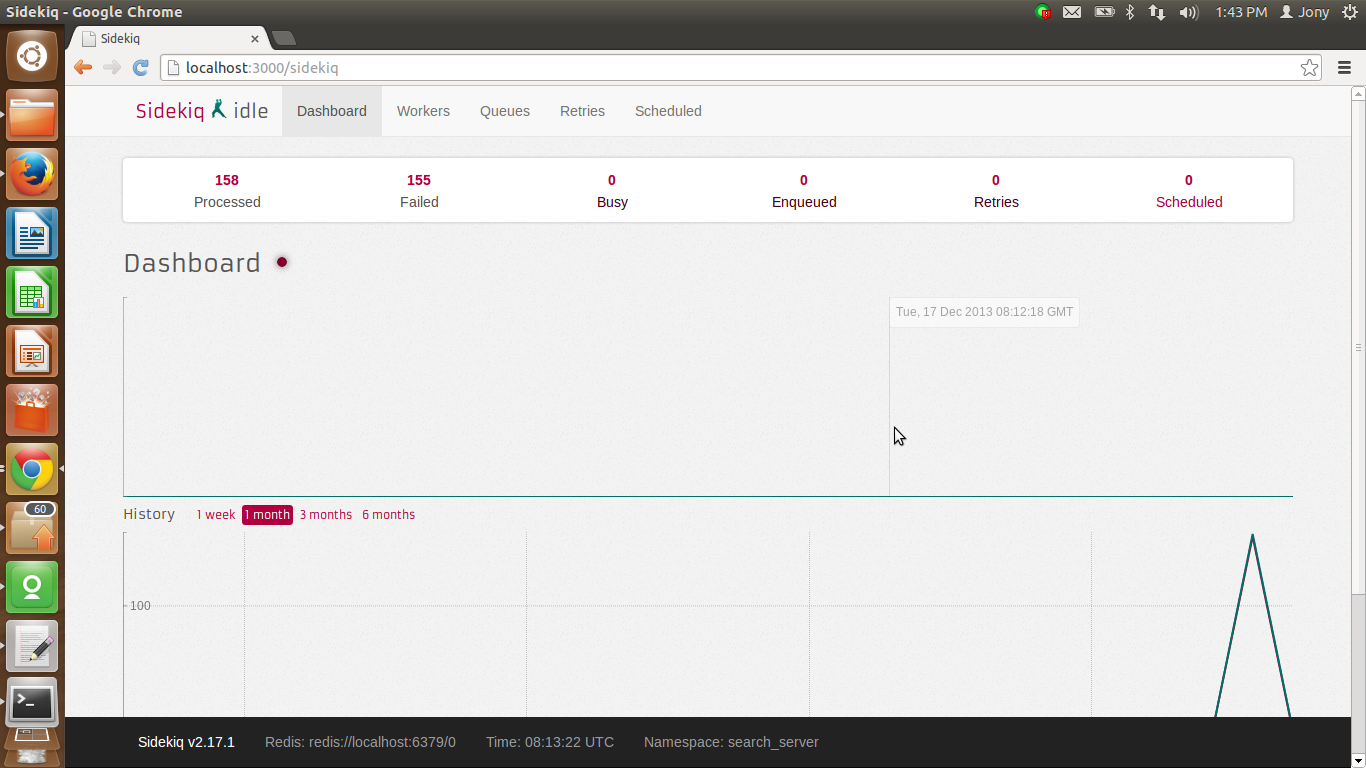 Sidekiq - Google Chrome
1:43 PM Jony
Sidekiq
localhost:3000/sidekiq
Sidekiq idle Dashboard Workers Queues Retries Scheduled
158 155 0 0 0 0
Processed Failed Busy Enqueued Retries Scheduled
Dashboard
Tue, 17 Dec 2013 08:12:18 GMT
History 1 week 1 month 3 months 6 months
100
60
Sidekiq v2.17.1 Redis: redis://localhost:6379/0 Time: 08:13:22 UTC Namespace: search_server